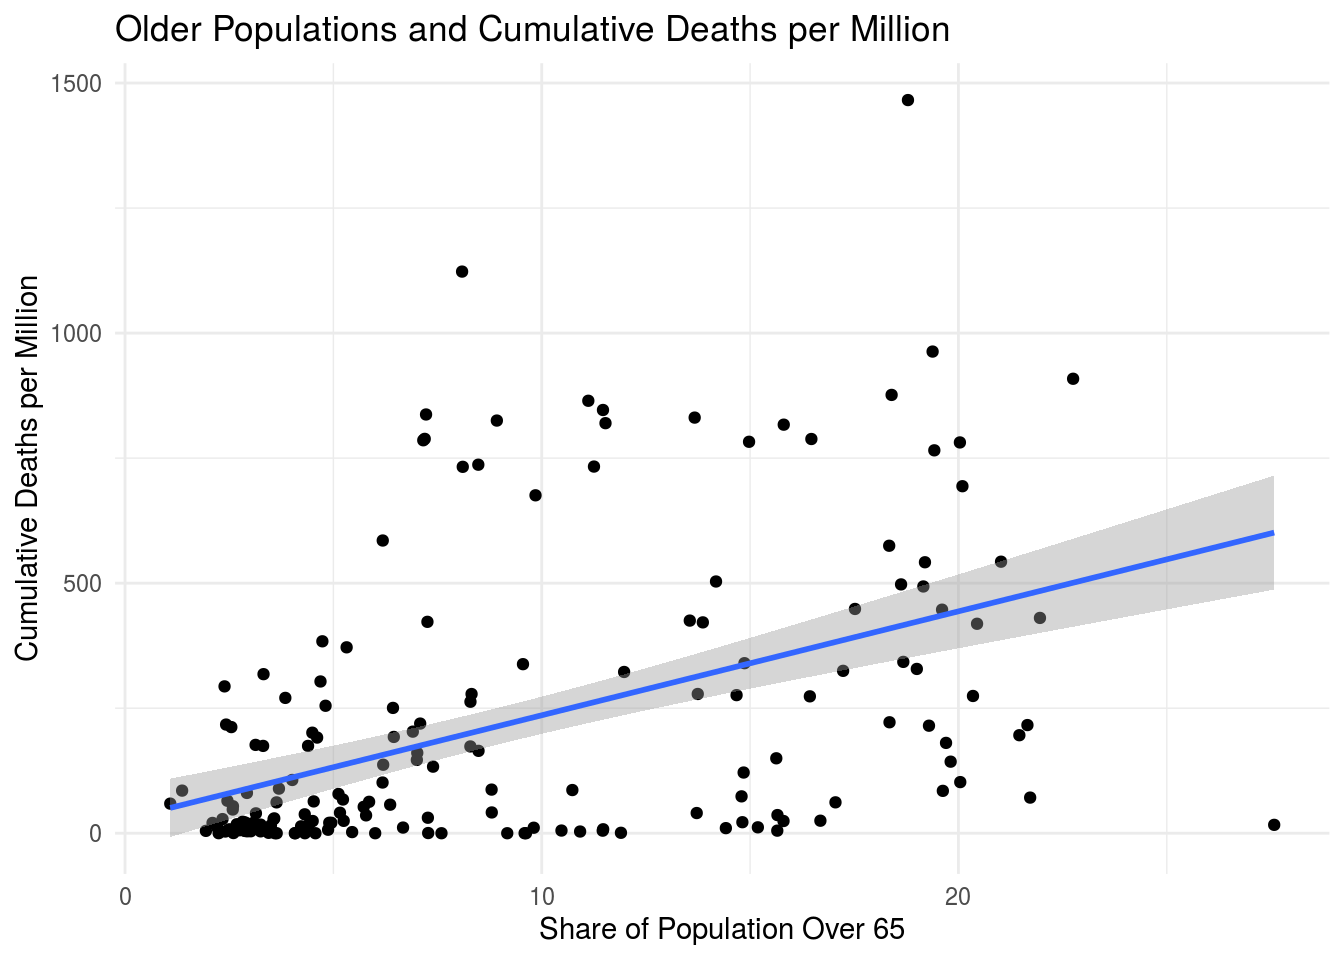 Older Populations and Cumulative Deaths per Million
Cumulative Deaths per Million
1500
1000
500
0
0 10 20
Share of Population Over 65